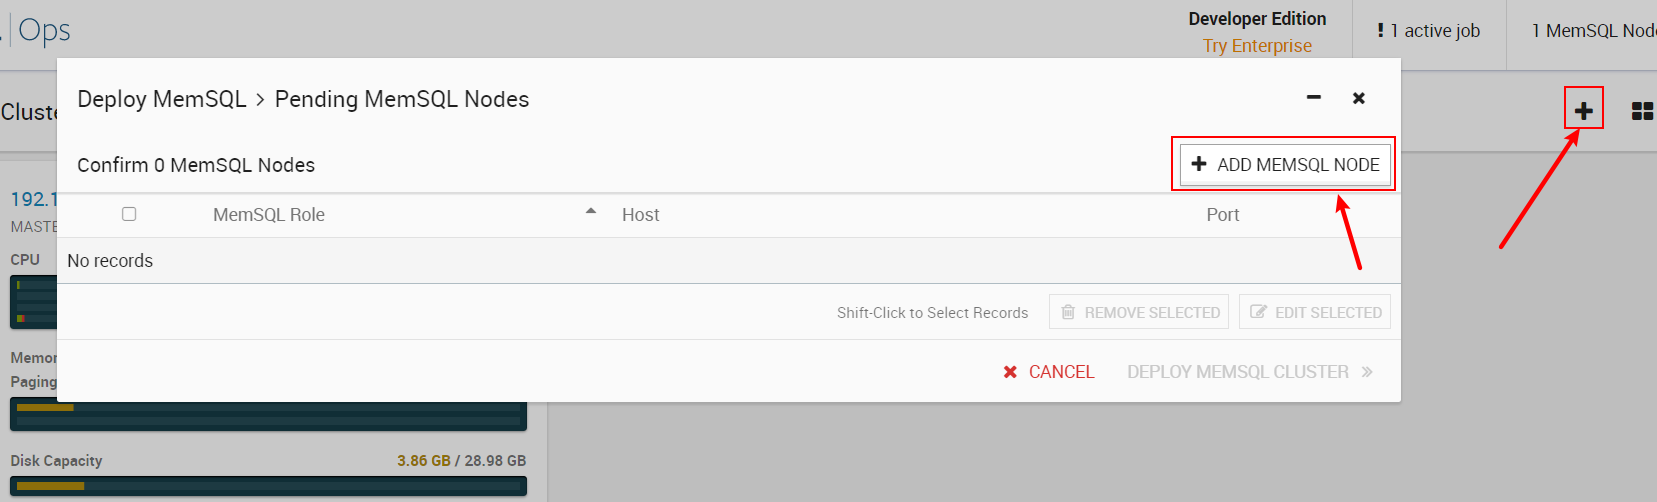 Ops
Developer Edition
Try Enterprise
! 1 active job
1 MemSQL Node
Cluste
Deploy MemSQL > Pending MemSQL Nodes
Confirm 0 MemSQL Nodes
ADD MEMSQL NODE
MemSQL Role Host Port
No records
Shift-Click to Select Records REMOVE SELECTED EDIT SELECTED
CANCEL DEPLOY MEMSQL CLUSTER »
192.1
MASTE
CPU
Memor
Paging
Disk Capacity 3.86 GB / 28.98 GB